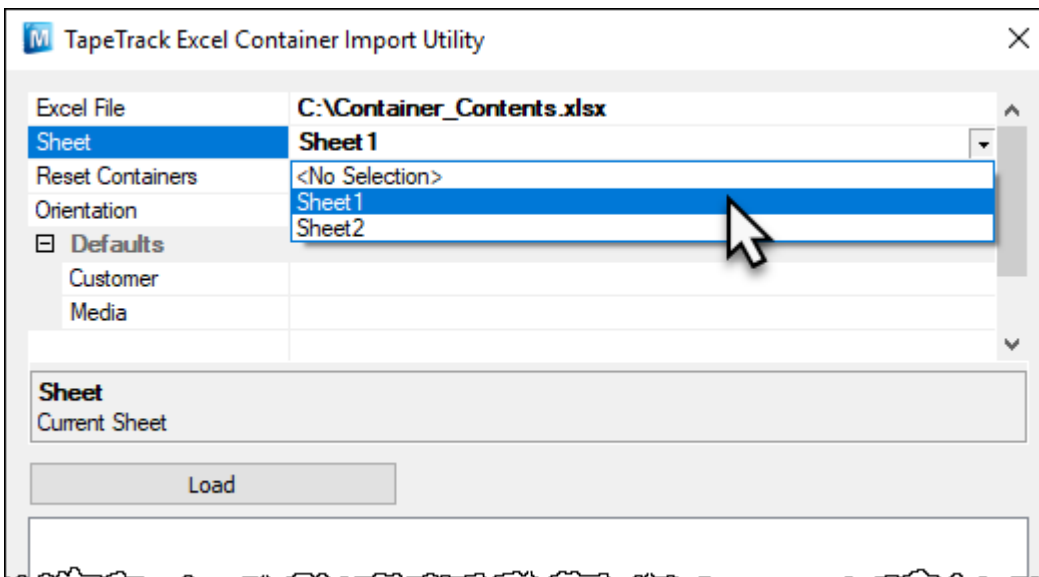 M TapeTrack Excel Container Import Utility
Excel File C:\Container_Contents.xlsx
Sheet Sheet1
Reset Containers <No Selection>
Sheet1
Orientation
Sheet2
Defaults
Customer
Media
Sheet
Current Sheet
Load